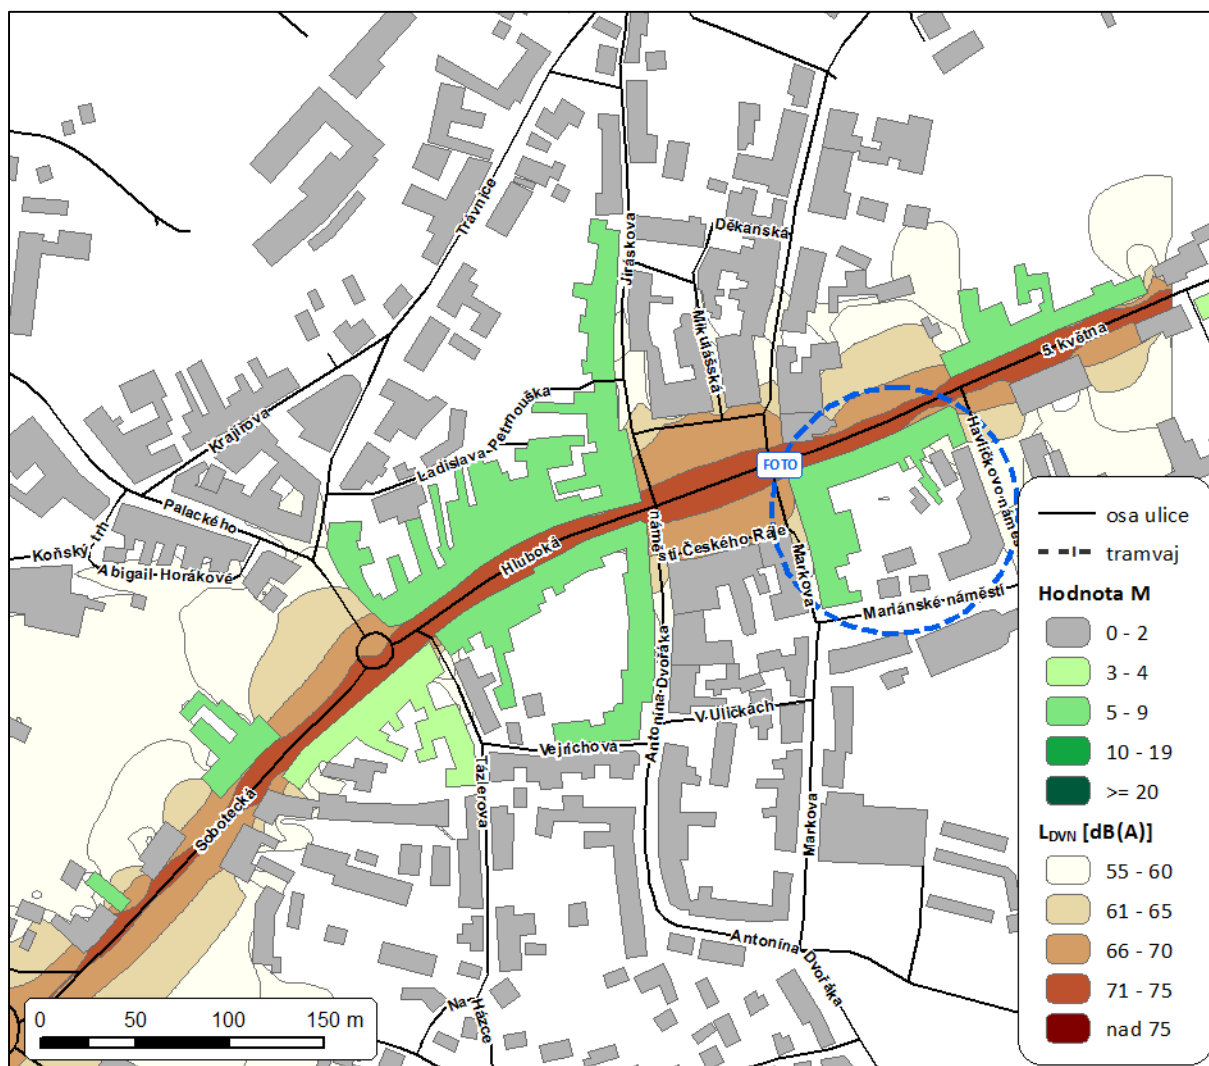 Trávnice
Jiráskova
Děkanská
Mikulášská
5. května
Krajířova
Ladislava Petrnouška
Palackého
Koňský trh
Abigail Horákové
Hluboká
FOTO
náměstí Českého Ráje
Markova
Havlíčkovo náměs
Mariánské náměstí
Antonína Dvořáka
V Uličkách
Vejrichova
Tázlerova
Sobotecká
Markova
Antonína Dvořáka
Na Házce
0 50 100 150 m
osa ulice
tramvaj
Hodnota M
0 - 2
3 - 4
5 - 9
10 - 19
>= 20
LDVN [dB(A)]
55 - 60
61 - 65
66 - 70
71 - 75
nad 75